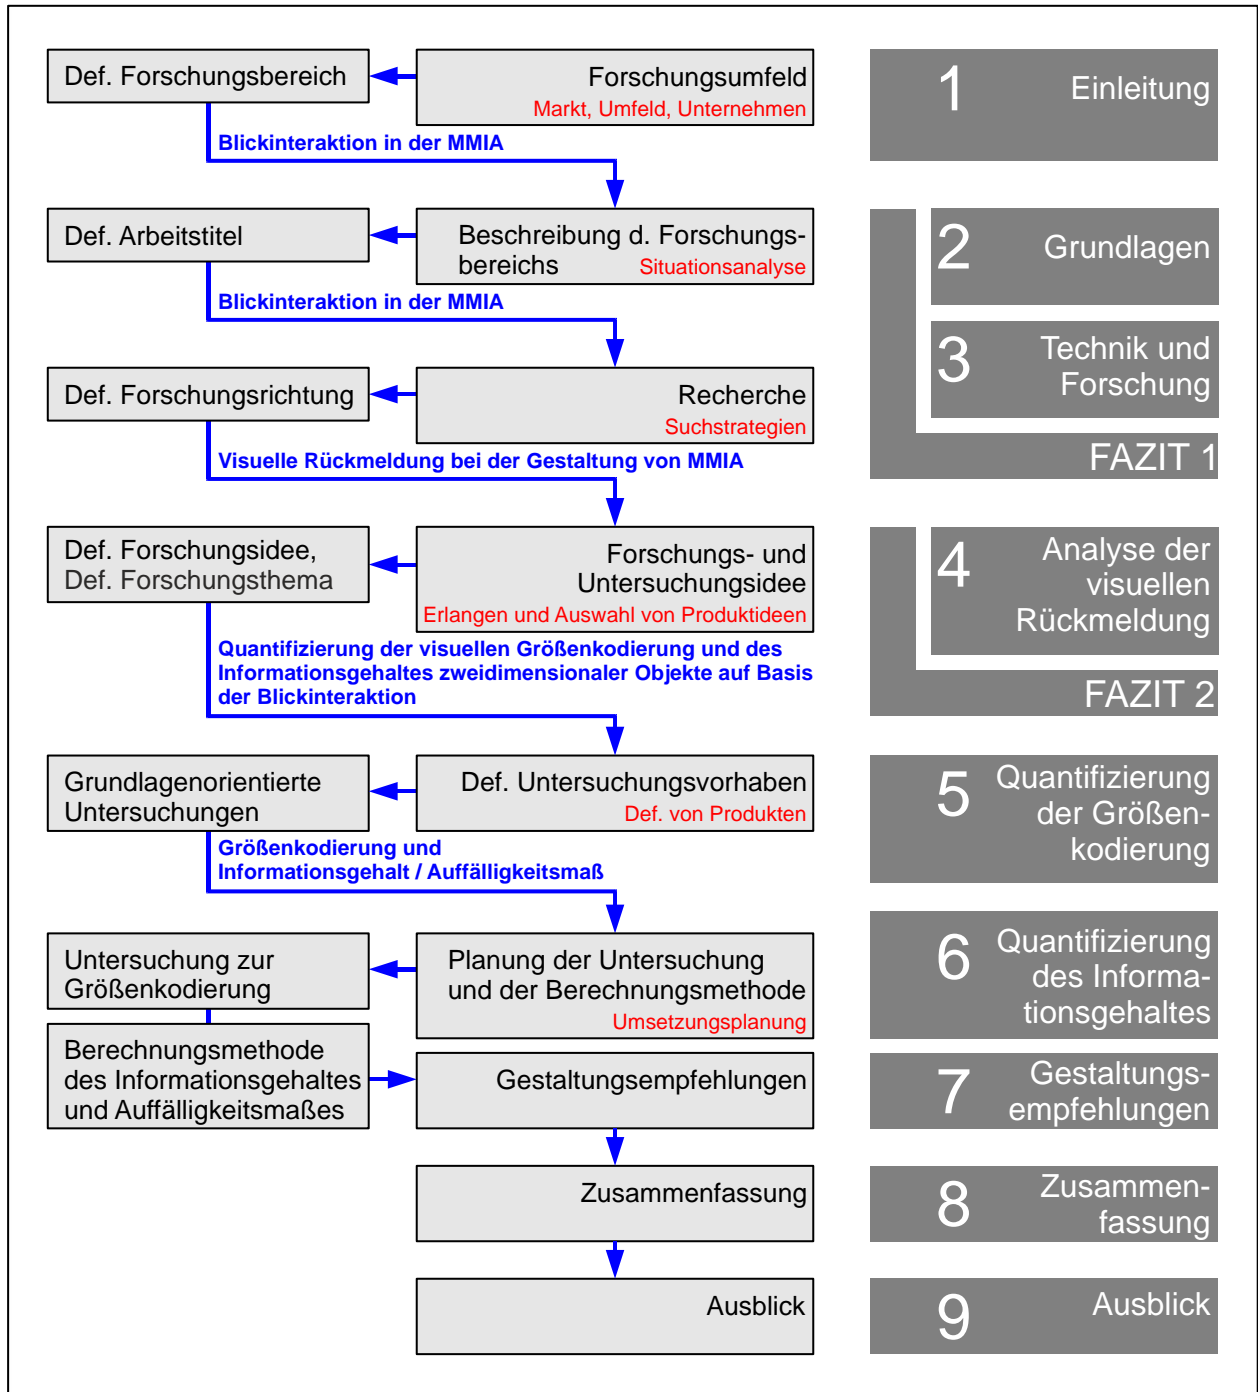 Def. Forschungsbereich
Forschungsumfeld
Markt, Umfeld, Unternehmen
1
Einleitung
Blickinteraktion in der MMIA
Def. Arbeitstitel
Beschreibung d. Forschungs-
bereichs Situationsanalyse
2
Grundlagen
Blickinteraktion in der MMIA
3
Technik und
Forschung
Def. Forschungsrichtung
Recherche
Suchstrategien
FAZIT 1
Visuelle Rückmeldung bei der Gestaltung von MMIA
Def. Forschungsidee,
Def. Forschungsthema
Forschungs- und
Untersuchungsidee
Erlangen und Auswahl von Produktideen
4
Analyse der
visuellen
Rückmeldung
Quantifizierung der visuellen Größenkodierung und des
Informationsgehaltes zweidimensionaler Objekte auf Basis
der Blickinteraktion
FAZIT 2
Grundlagenorientierte
Untersuchungen
Def. Untersuchungsvorhaben
Def. von Produkten
5
Quantifizierung
der Größen-
kodierung
Größenkodierung und
Informationsgehalt / Auffälligkeitsmaß
Untersuchung zur
Größenkodierung
Planung der Untersuchung
und der Berechnungsmethode
Umsetzungsplanung
6
Quantifizierung
des Informa-
tionsgehaltes
Berechnungsmethode
des Informationsgehaltes
und Auffälligkeitsmaßes
Gestaltungsempfehlungen
7
Gestaltungs-
empfehlungen
Zusammenfassung
8
Zusammen-
fassung
Ausblick
9
Ausblick